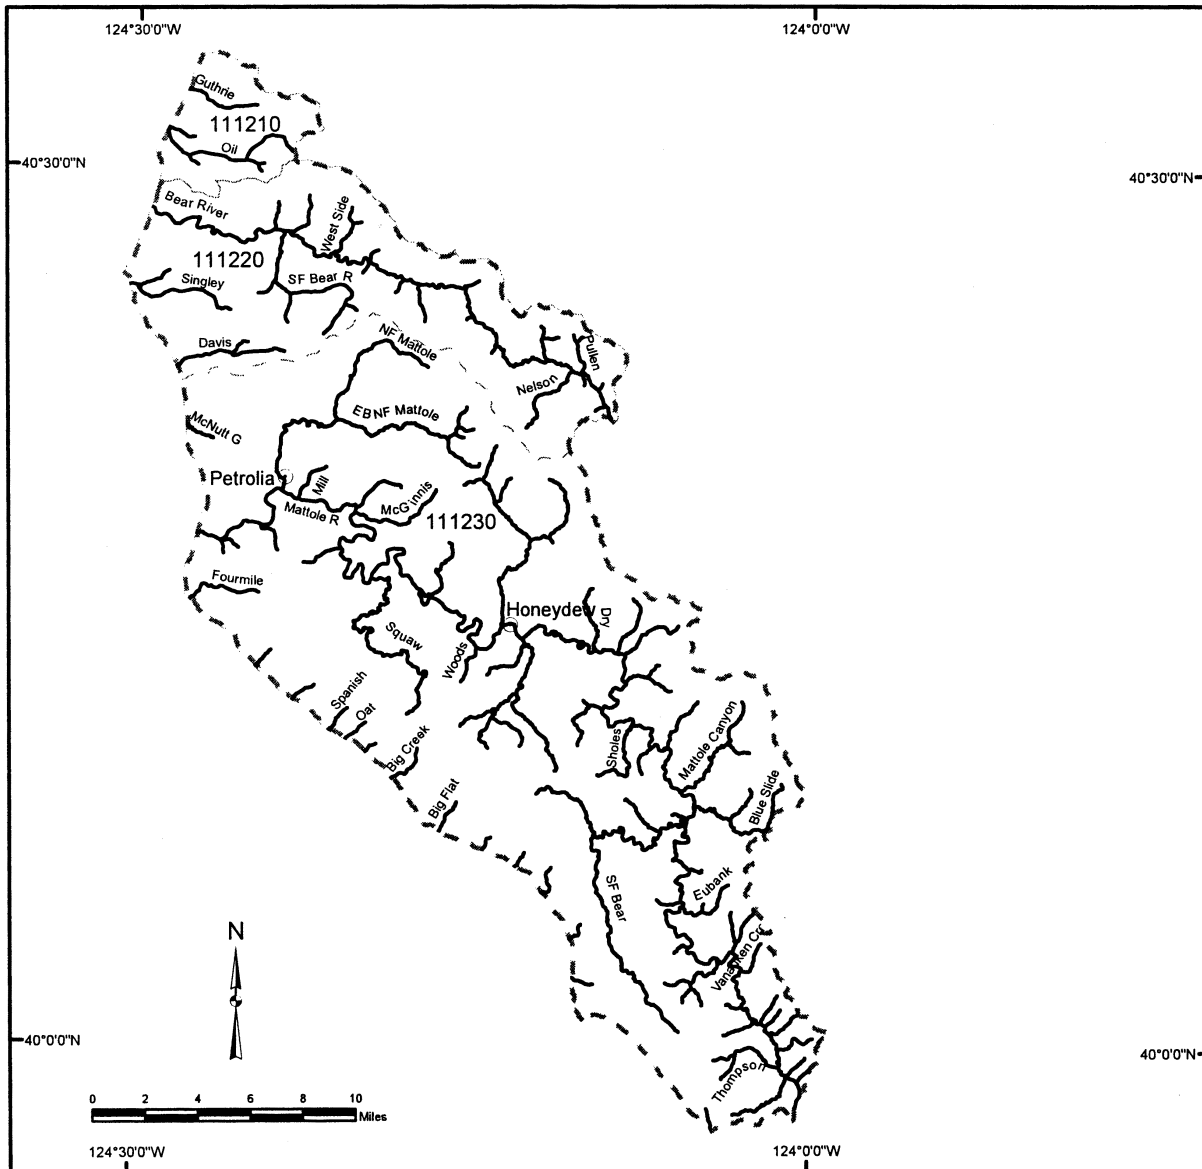 124°30'0"W
124°0'0"W
Guthrie
111210
Oil
40°30'0"N
40°30'0"N
Bear River
West Side
111220
Singley
SF Bear R
Davis
NF Mattole
Pullen
Nelson
EBNF Mattole
McNutt G
Petrolia
Mill
McGinnis
Mattole R
111230
Fourmile
Honeydew
Dry
Squaw
Woods
Spanish
Oat
Sholes
Mattole Canyon
Big Creek
Blue Slide
Big Flat
SF Bear
Eubank
N
40°0'0"N
40°0'0"N
Thompson
0 2 4 6 8 10
Miles
124°30'0"W
124°0'0"W